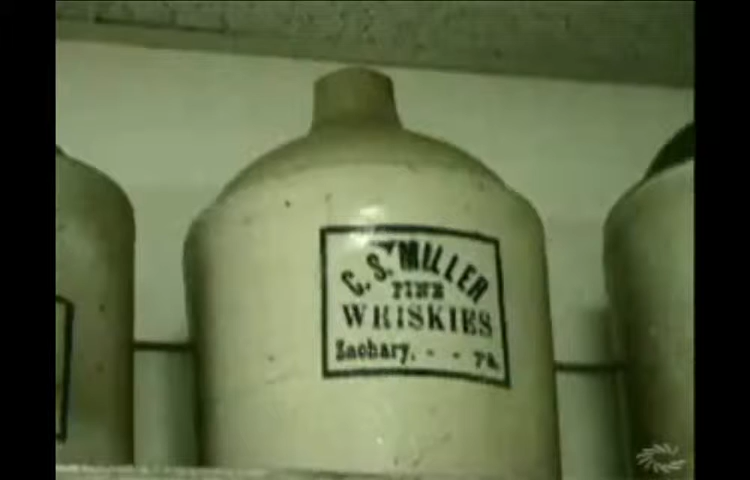 C. S. MILLER
FINE
WHISKIES
Zachary, - - Pa.